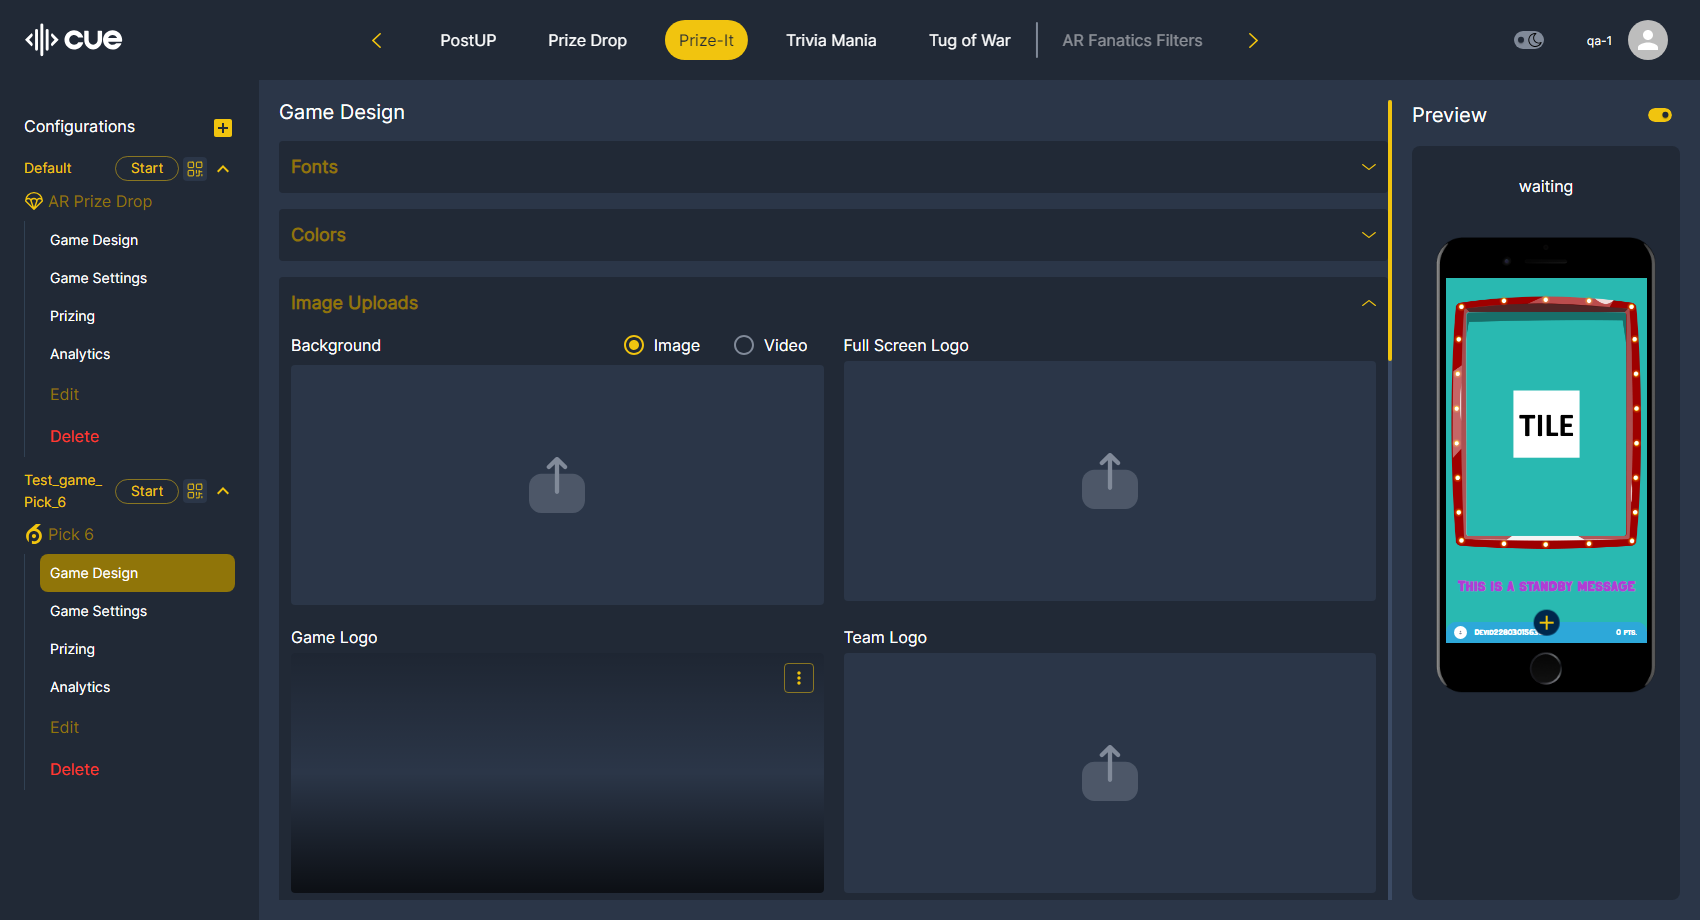 cue
PostUP
Prize Drop
Prize-It
Trivia Mania
Tug of War
AR Fanatics Filters
qa-1
Configurations
Default
Start
AR Prize Drop
Game Design
Game Settings
Prizing
Analytics
Edit
Delete
Test_game_
Pick_6
Start
Pick 6
Game Design
Game Settings
Prizing
Analytics
Edit
Delete
Game Design
Fonts
Colors
Image Uploads
Background
Image
Video
Full Screen Logo
Game Logo
Team Logo
Preview
waiting
TILE
THIS IS A STANDBY MESSAGE
0 PTS.